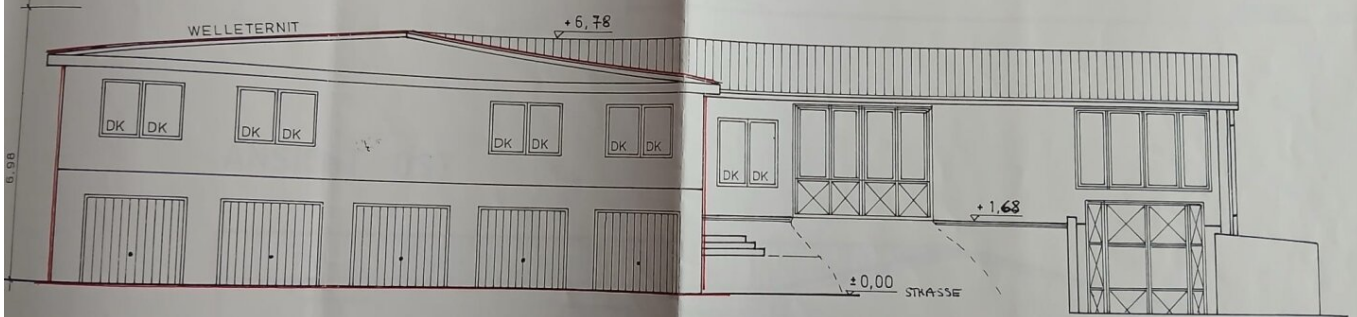 WELLETERNIT
+ 6,78
DK DK
DK DK
DK DK
DK DK
DK DK
6,98
+ 1,68
± 0,00 STRASSE